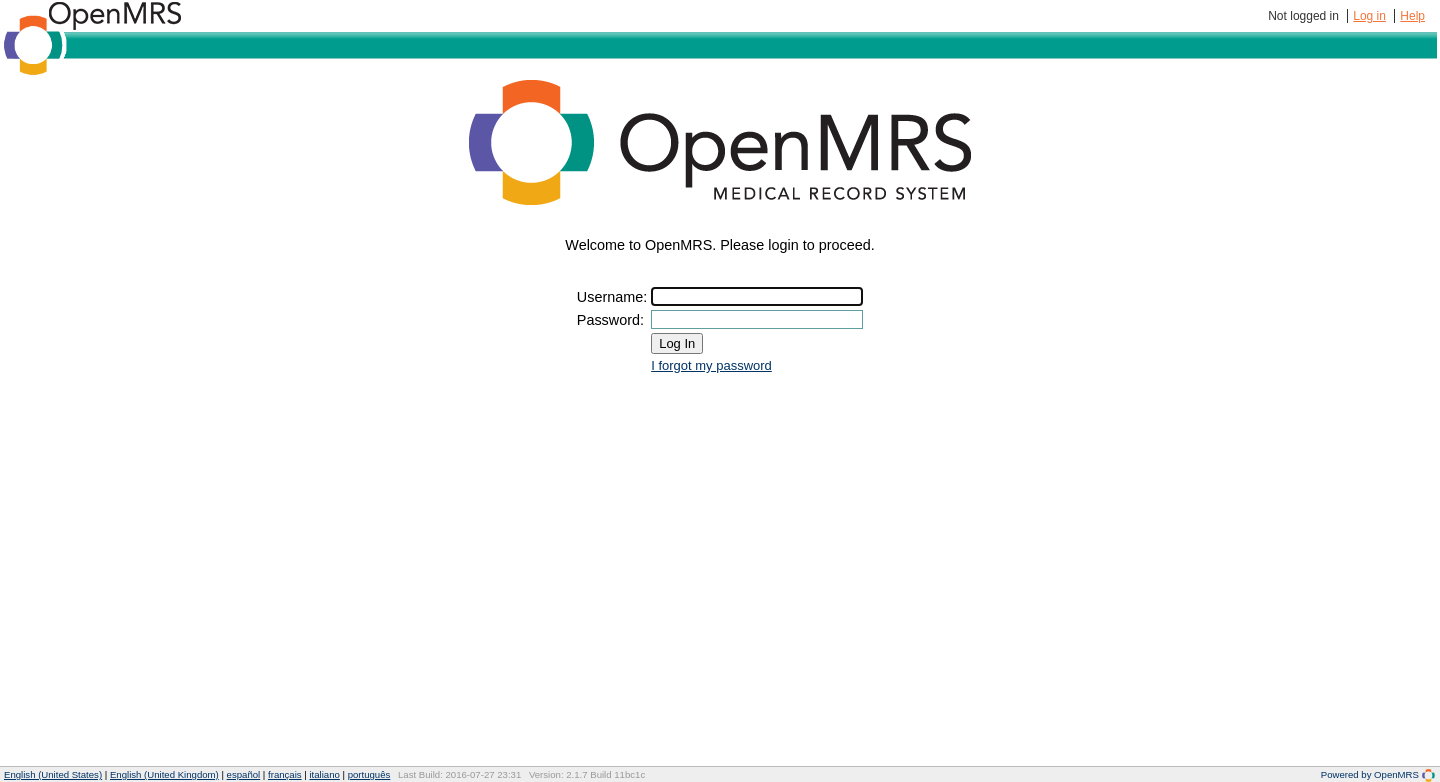 OpenMRS
Not logged in | Log in | Help
OpenMRS
MEDICAL RECORD SYSTEM
Welcome to OpenMRS. Please login to proceed.
Username:
Password:
Log In
I forgot my password
English (United States) | English (United Kingdom) | español | français | italiano | português Last Build: 2016-07-27 23:31 Version: 2.1.7 Build 11bc1c Powered by OpenMRS